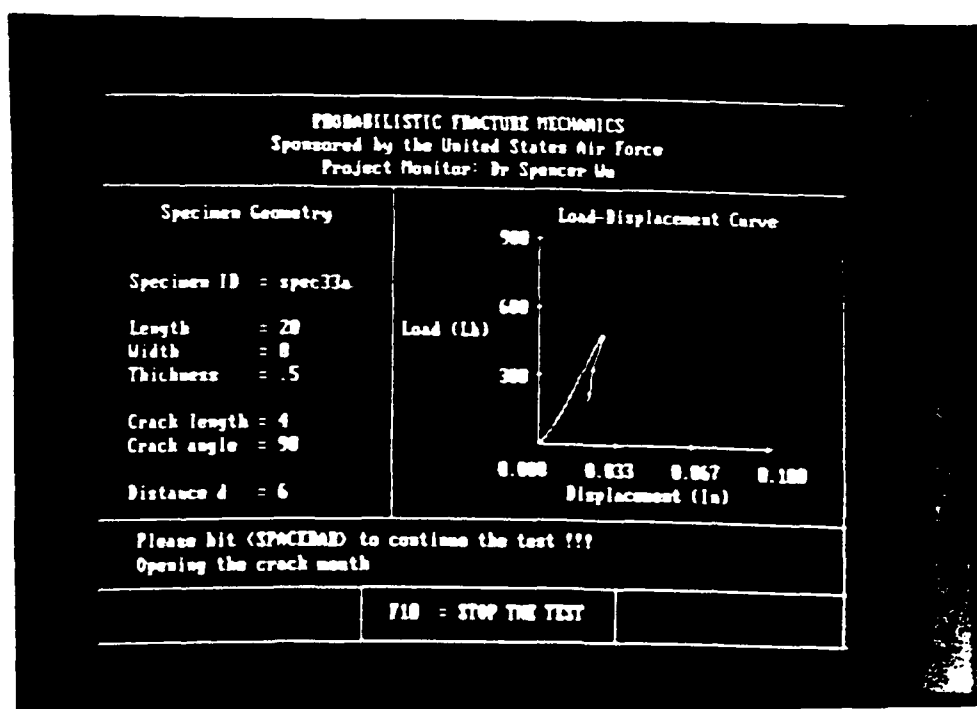 PROBABILISTIC FRACTURE MECHANICS
Sponsored by the United States Air Force
Project Monitor: Dr Spencer Wu
Specimen Geometry
Specimen ID = spec33a
Length = 20
Width = 8
Thickness = .5
Crack length = 4
Crack angle = 90
Distance d = 6
Load-Displacement Curve
900
600
Load (Lb)
300
0.000 0.033 0.067 0.100
Displacement (In)
Please hit <SPACEBAR> to continue the test !!!
Opening the crack mouth
F10 = STOP THE TEST